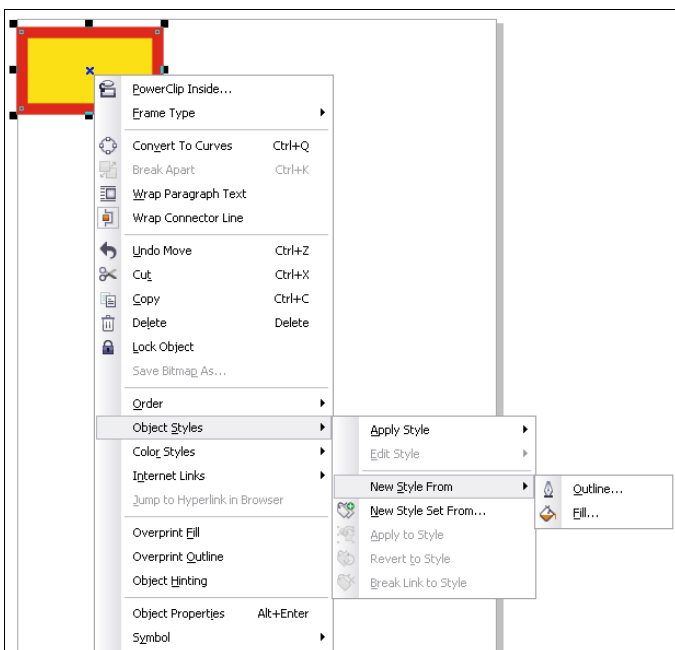 PowerClip Inside...
Frame Type
Convert To Curves Ctrl+Q
Break Apart Ctrl+K
Wrap Paragraph Text
Wrap Connector Line
Undo Move Ctrl+Z
Cut Ctrl+X
Copy Ctrl+C
Delete Delete
Lock Object
Save Bitmap As...
Order
Object Styles
Color Styles
Internet Links
Jump to Hyperlink in Browser
Overprint Fill
Overprint Outline
Object Hinting
Object Properties Alt+Enter
Symbol
Apply Style
Edit Style
New Style From
New Style Set From...
Apply to Style
Revert to Style
Break Link to Style
Outline...
Fill...